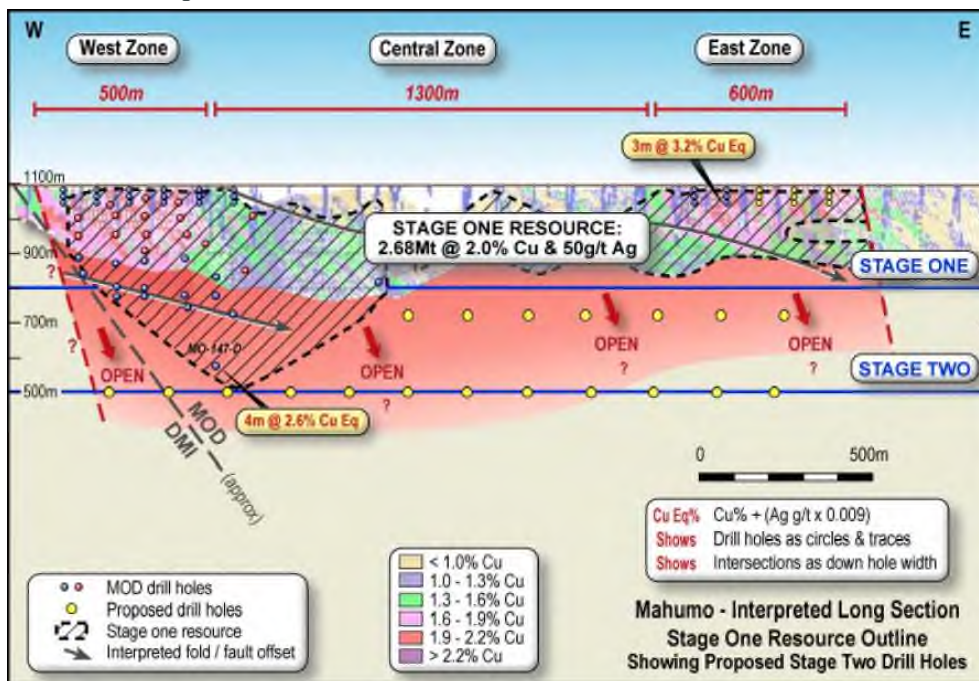 W
E
West Zone
Central Zone
East Zone
500m
1300m
600m
3m @ 3.2% Cu Eq
1100m
STAGE ONE RESOURCE:
2.68Mt @ 2.0% Cu & 50g/t Ag
900m
?
?
STAGE ONE
700m
?
MO-147-D
OPEN
OPEN
OPEN
OPEN
?
?
STAGE TWO
500m
?
4m @ 2.6% Cu Eq
MOD
DMI
(approx)
0
500m
Cu Eq% Cu% + (Ag g/t x 0.009)
Shows Drill holes as circles & traces
Shows Intersections as down hole width
MOD drill holes
Proposed drill holes
Stage one resource
Interpreted fold / fault offset
< 1.0% Cu
1.0 - 1.3% Cu
1.3 - 1.6% Cu
1.6 - 1.9% Cu
1.9 - 2.2% Cu
> 2.2% Cu
Mahumo - Interpreted Long Section
Stage One Resource Outline
Showing Proposed Stage Two Drill Holes